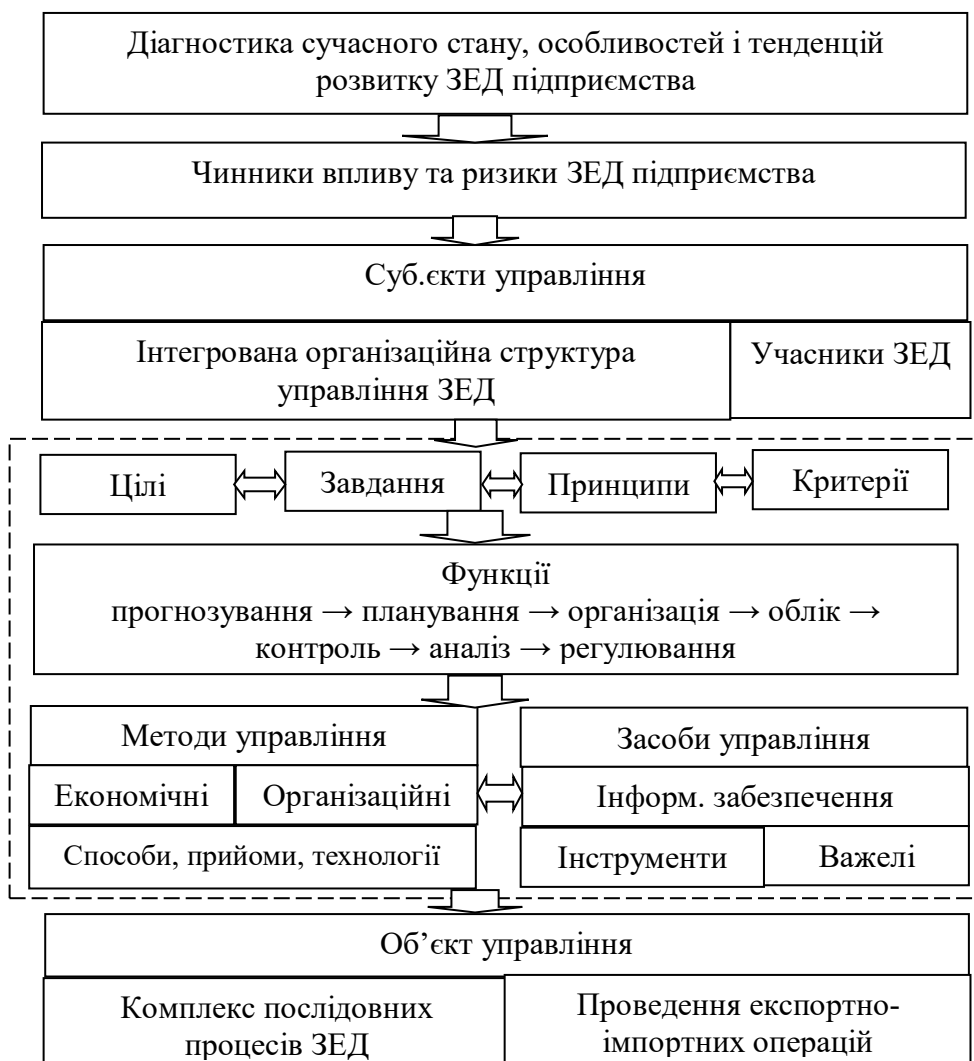 Діагностика сучасного стану, особливостей і тенденцій
розвитку ЗЕД підприємства
Чинники впливу та ризики ЗЕД підприємства
Суб.єкти управління
Інтегрована організаційна структура
управління ЗЕД
Учасники ЗЕД
Цілі
Завдання
Принципи
Критерії
Функції
прогнозування → планування → організація → облік →
контроль → аналіз → регулювання
Методи управління
Засоби управління
Економічні
Організаційні
Інформ. забезпечення
Способи, прийоми, технології
Інструменти
Важелі
Об’єкт управління
Комплекс послідовних
процесів ЗЕД
Проведення експортно-
імпортних операцій